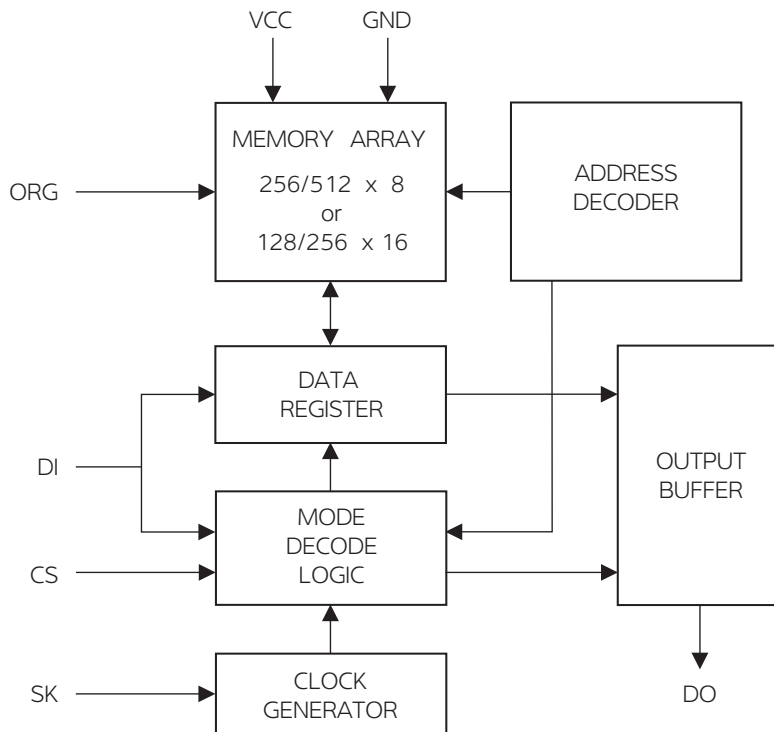 VCC
GND
MEMORY ARRAY
256/512 x 8
or
128/256 x 16
ADDRESS
DECODER
ORG
DATA
REGISTER
DI
OUTPUT
BUFFER
MODE
DECODE
LOGIC
CS
SK
CLOCK
GENERATOR
DO